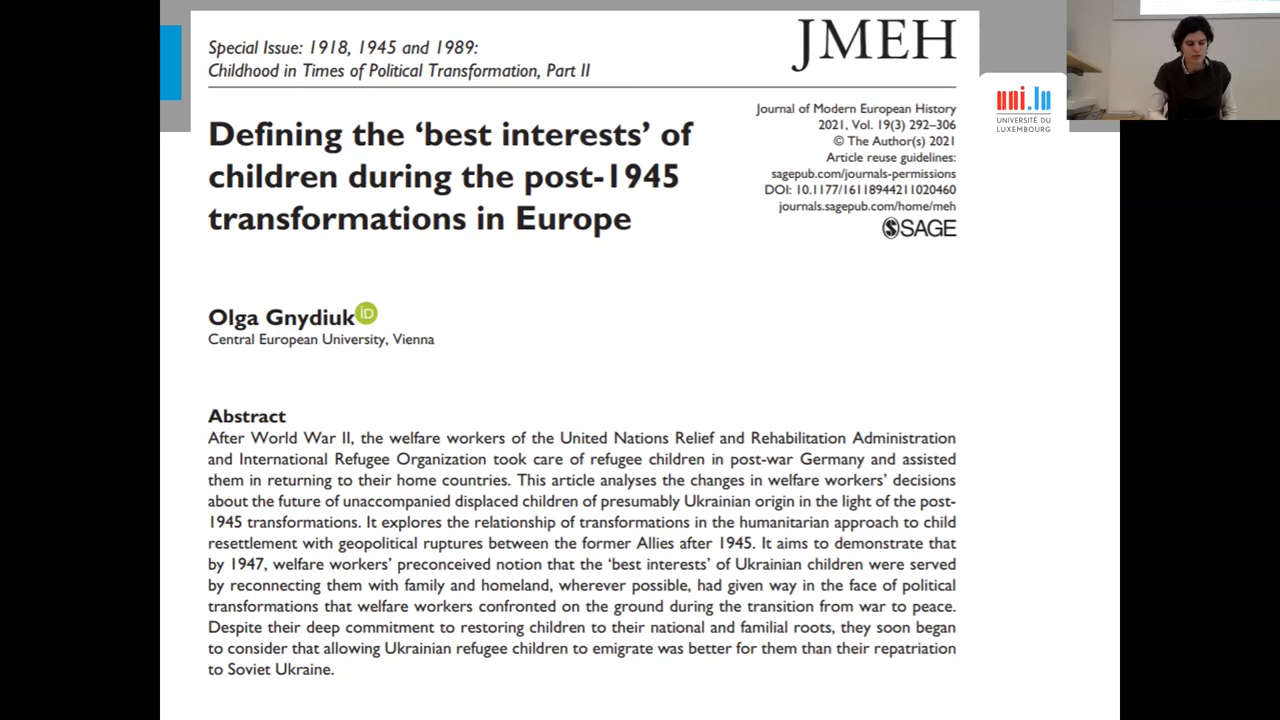 Special Issue: 1918, 1945 and 1989:
Childhood in Times of Political Transformation, Part II
JMEH
Defining the ‘best interests’ of
children during the post-1945
transformations in Europe
Journal of Modern European History
2021, Vol. 19(3) 292–306
© The Author(s) 2021
Article reuse guidelines:
sagepub.com/journals-permissions
DOI: 10.1177/16118944211020460
journals.sagepub.com/home/meh
SAGE
uni.lu
UNIVERSITÉ DU
LUXEMBOURG
Olga Gnydiuk iD
Central European University, Vienna
Abstract
After World War II, the welfare workers of the United Nations Relief and Rehabilitation Administration
and International Refugee Organization took care of refugee children in post-war Germany and assisted
them in returning to their home countries. This article analyses the changes in welfare workers’ decisions
about the future of unaccompanied displaced children of presumably Ukrainian origin in the light of the post-
1945 transformations. It explores the relationship of transformations in the humanitarian approach to child
resettlement with geopolitical ruptures between the former Allies after 1945. It aims to demonstrate that
by 1947, welfare workers’ preconceived notion that the ‘best interests’ of Ukrainian children were served
by reconnecting them with family and homeland, wherever possible, had given way in the face of political
transformations that welfare workers confronted on the ground during the transition from war to peace.
Despite their deep commitment to restoring children to their national and familial roots, they soon began
to consider that allowing Ukrainian refugee children to emigrate was better for them than their repatriation
to Soviet Ukraine.